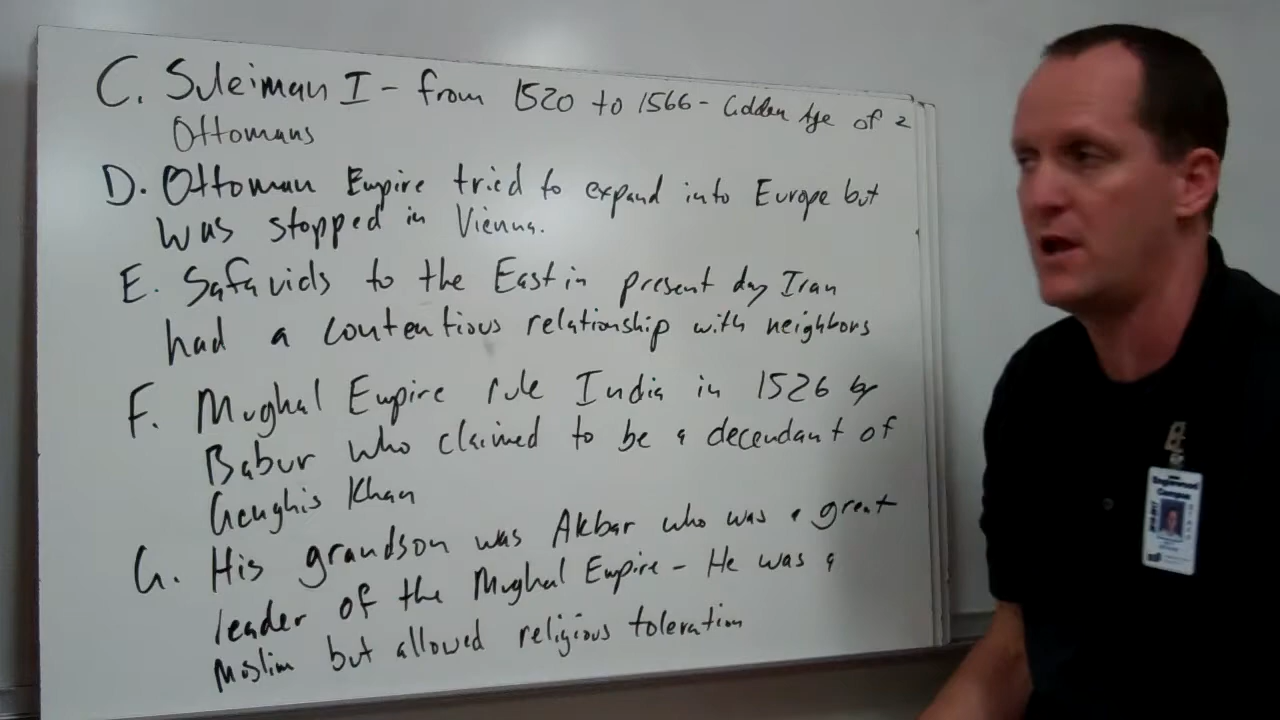 C. Suleiman I - from 1520 to 1566 - Golden Age of
Ottomans
D. Ottoman Empire tried to expand into Europe but
was stopped in Vienna.
E. Safavids to the East in present day Iran
had a contentious relationship with neighbors
F. Mughal Empire rule India in 1526 by
Babur who claimed to be a decendant of
Genghis Khan
G. His grandson was Akbar who was a great
leader of the Mughal Empire - He was a
Moslim but allowed religious toleration
Englewood
Campus